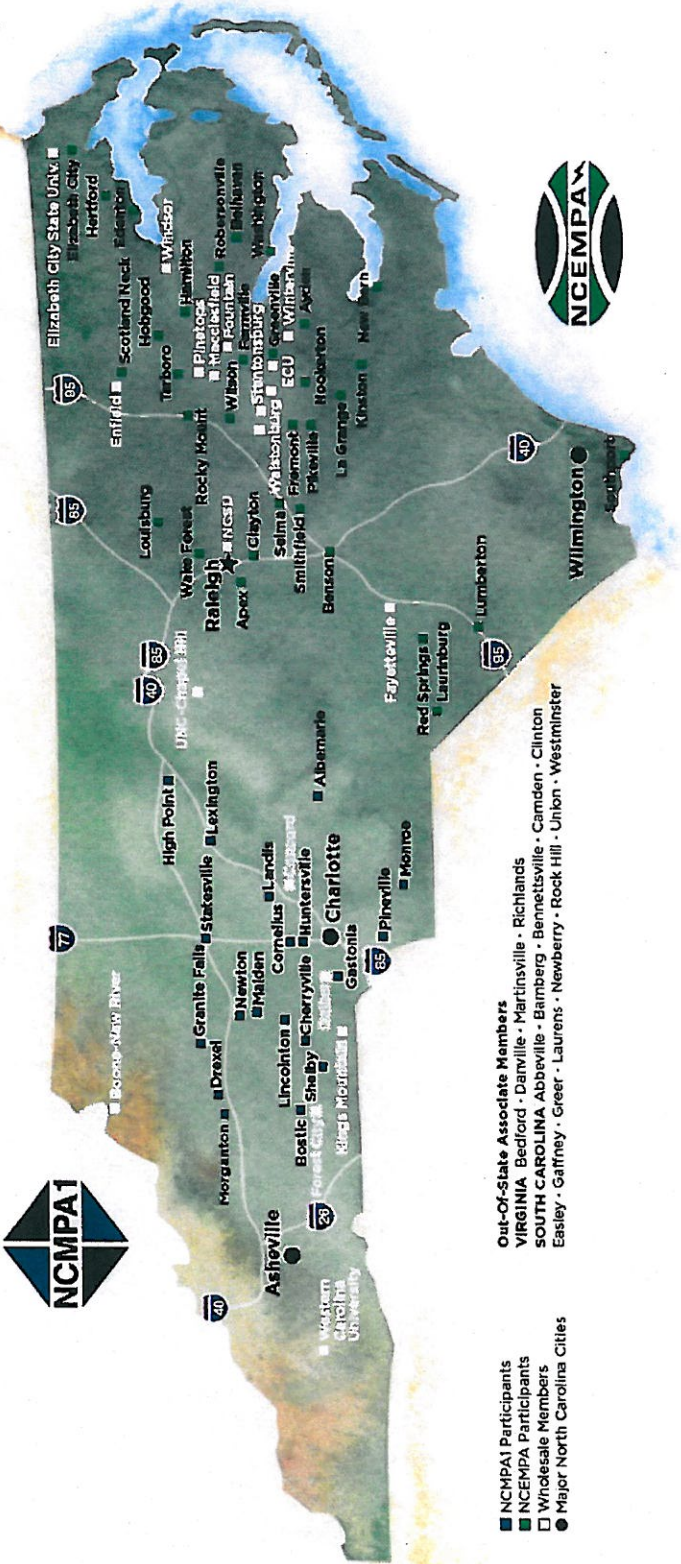 NCMPA1
NCEMPA
40
26
77
85
40
85
85
95
40
95
Boone-New River
Western
Carolina
University
Asheville
Morganton
Drexel
Granite Falls
Statesville
Newton
Maiden
Lincolnton
Cherryville
Shelby
Bostic
Forest City
Kings Mountain
Gastonia
Cornelius
Huntersville
Landis
Charlotte
Pineville
Monroe
Albemarle
High Point
Lexington
UNC-Chapel Hill
Raleigh
Wake Forest
Louisburg
NCSU
Apex
Clayton
Selma
Smithfield
Benson
Fayetteville
Red Springs
Laurinburg
Lumberton
Wilmington
Southport
Elizabeth City State Univ.
Elizabeth City
Hertford
Edenton
Windsor
Enfield
Scotland Neck
Hobgood
Hamilton
Tarboro
Rocky Mount
Pinetops
Macclesfield
Fountain
Wilson
Farmville
Stantonsburg
Walstonburg
Greenville
Winterville
ECU
Ayden
Robersonville
Belhaven
Washington
Fremont
Pikeville
Hookerton
La Grange
Kinston
New Bern
NCMPA1 Participants
NCEMPA Participants
Wholesale Members
Major North Carolina Cities
Out-Of-State Associate Members
VIRGINIA Bedford · Danville · Martinsville · Richlands
SOUTH CAROLINA Abbeville · Bamberg · Bennettsville · Camden · Clinton
Easley · Gaffney · Greer · Laurens · Newberry · Rock Hill · Union · Westminster